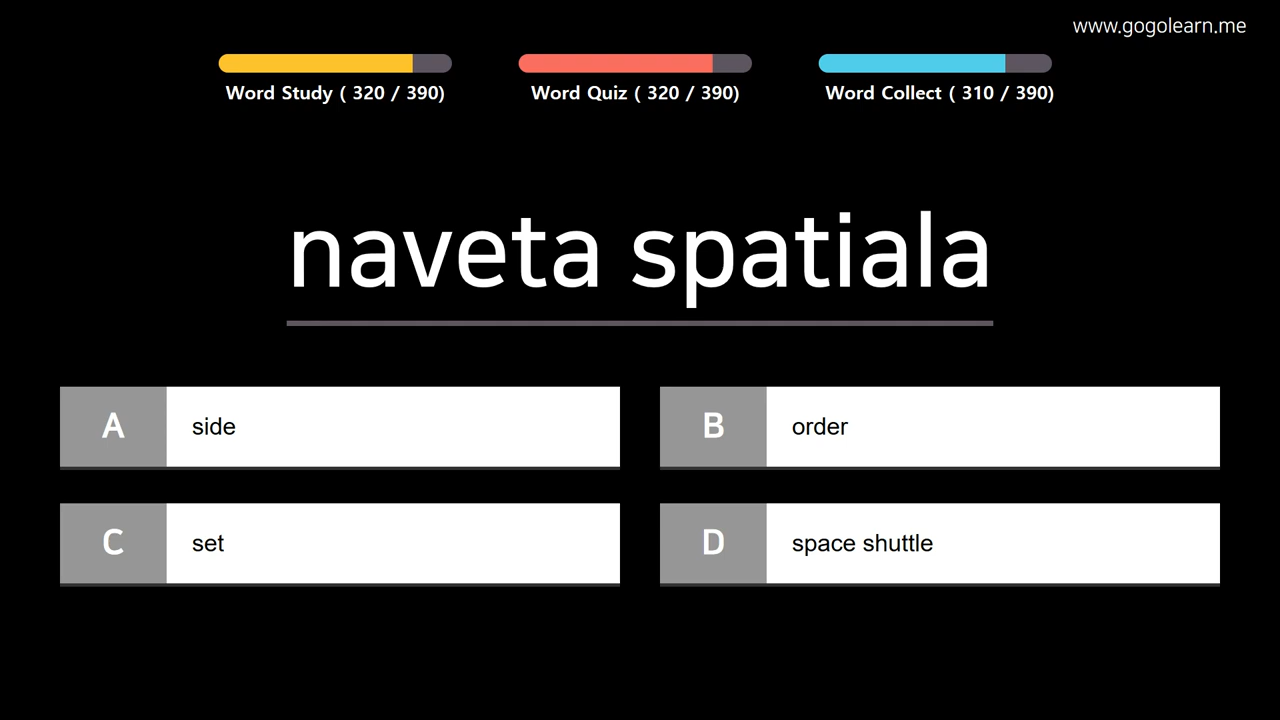 www.gogolearn.me
Word Study ( 320 / 390)
Word Quiz ( 320 / 390)
Word Collect ( 310 / 390)
naveta spatiala
A side
B order
C set
D space shuttle